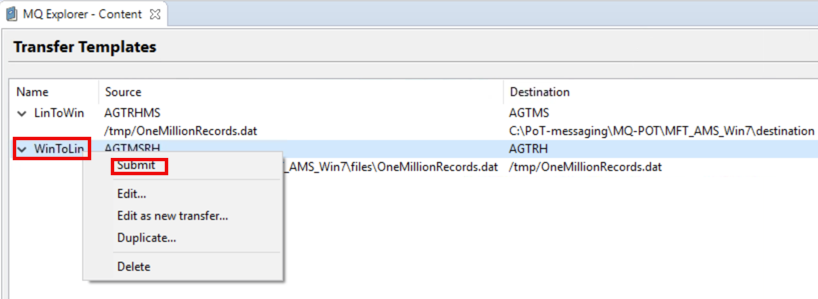 MQ Explorer - Content
Transfer Templates
Name Source Destination
LinToWin AGTRHMS AGTMS
/tmp/OneMillionRecords.dat C:\PoT-messaging\MQ-POT\MFT_AMS_Win7\destination
WinToLin AGTMSRH AGTRH
_AMS_Win7\files\OneMillionRecords.dat /tmp/OneMillionRecords.dat
Submit
Edit...
Edit as new transfer...
Duplicate...
Delete